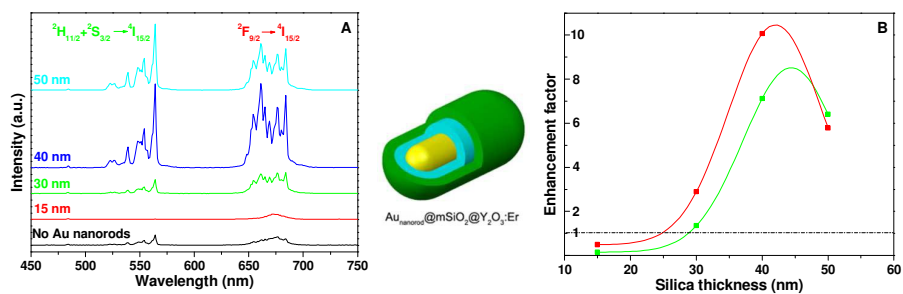 ²H₁₁/₂+²S₃/₂→⁴I₁₅/₂
²F₉/₂→⁴I₁₅/₂
A
50 nm
40 nm
30 nm
15 nm
No Au nanorods
Intensity (a.u.)
450 500 550 600 650 700 750
Wavelength (nm)
Au_nanorod@mSiO₂@Y₂O₃:Er
B
Enhancement factor
10
8
6
4
2
1
10 20 30 40 50 60
Silica thickness (nm)